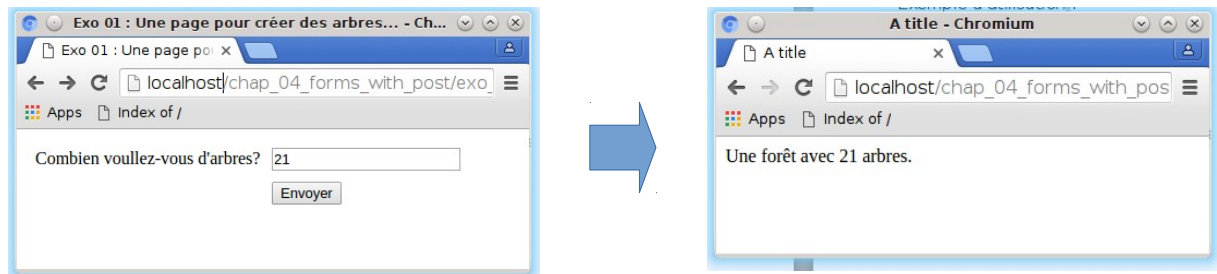 Exo 01 : Une page pour créer des arbres... - Ch...
Exo 01 : Une page po
localhost/chap_04_forms_with_post/exo_
Apps Index of /
Combien voullez-vous d'arbres? 21
Envoyer
A title - Chromium
A title
localhost/chap_04_forms_with_pos
Apps Index of /
Une forêt avec 21 arbres.